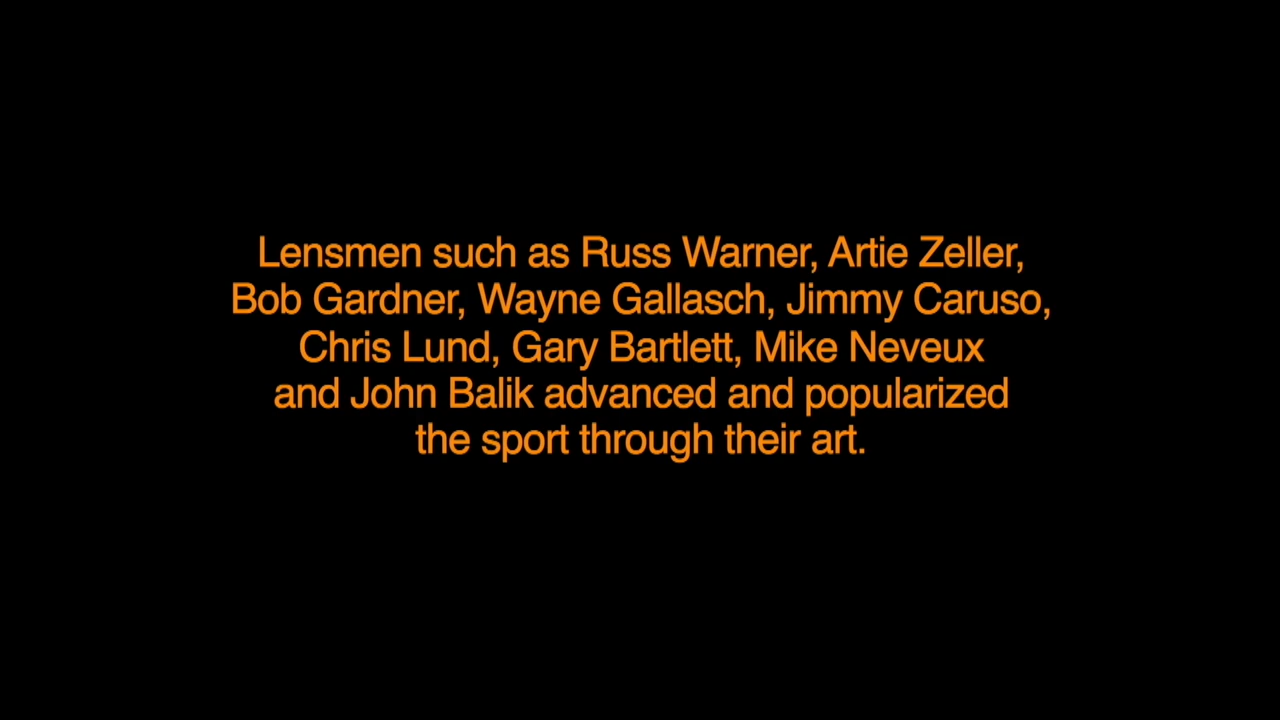 Lensmen such as Russ Warner, Artie Zeller,
Bob Gardner, Wayne Gallasch, Jimmy Caruso,
Chris Lund, Gary Bartlett, Mike Neveux
and John Balik advanced and popularized
the sport through their art.